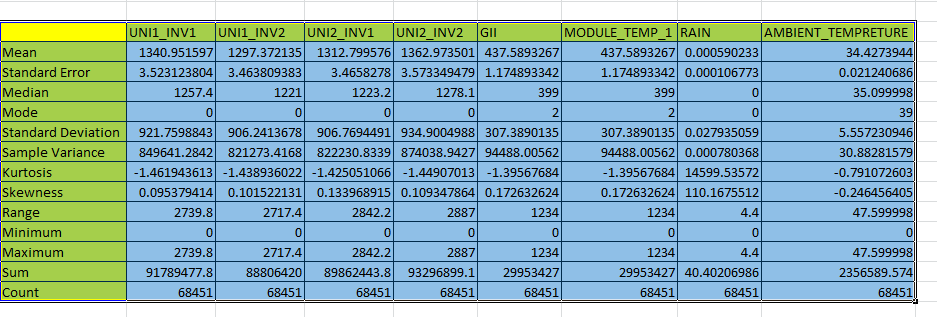 UNI1_INV1 UNI1_INV2 UNI2_INV1 UNI2_INV2 GII MODULE_TEMP_1 RAIN AMBIENT_TEMPRETURE
Mean 1340.951597 1297.372135 1312.799576 1362.973501 437.5893267 437.5893267 0.000590233 34.4273944
Standard Error 3.523123804 3.463809383 3.4658278 3.573349479 1.174893342 1.174893342 0.000106773 0.021240686
Median 1257.4 1221 1223.2 1278.1 399 399 0 35.099998
Mode 0 0 0 0 2 2 0 39
Standard Deviation 921.7598843 906.2413678 906.7694491 934.9004988 307.3890135 307.3890135 0.027935059 5.557230946
Sample Variance 849641.2842 821273.4168 822230.8339 874038.9427 94488.00562 94488.00562 0.000780368 30.88281579
Kurtosis -1.461943613 -1.438936022 -1.425051066 -1.44907013 -1.39567684 -1.39567684 14599.53572 -0.791072603
Skewness 0.095379414 0.101522131 0.133968915 0.109347864 0.172632624 0.172632624 110.1675512 -0.246456405
Range 2739.8 2717.4 2842.2 2887 1234 1234 4.4 47.599998
Minimum 0 0 0 0 0 0 0 0
Maximum 2739.8 2717.4 2842.2 2887 1234 1234 4.4 47.599998
Sum 91789477.8 88806420 89862443.8 93296899.1 29953427 29953427 40.40206986 2356589.574
Count 68451 68451 68451 68451 68451 68451 68451 68451